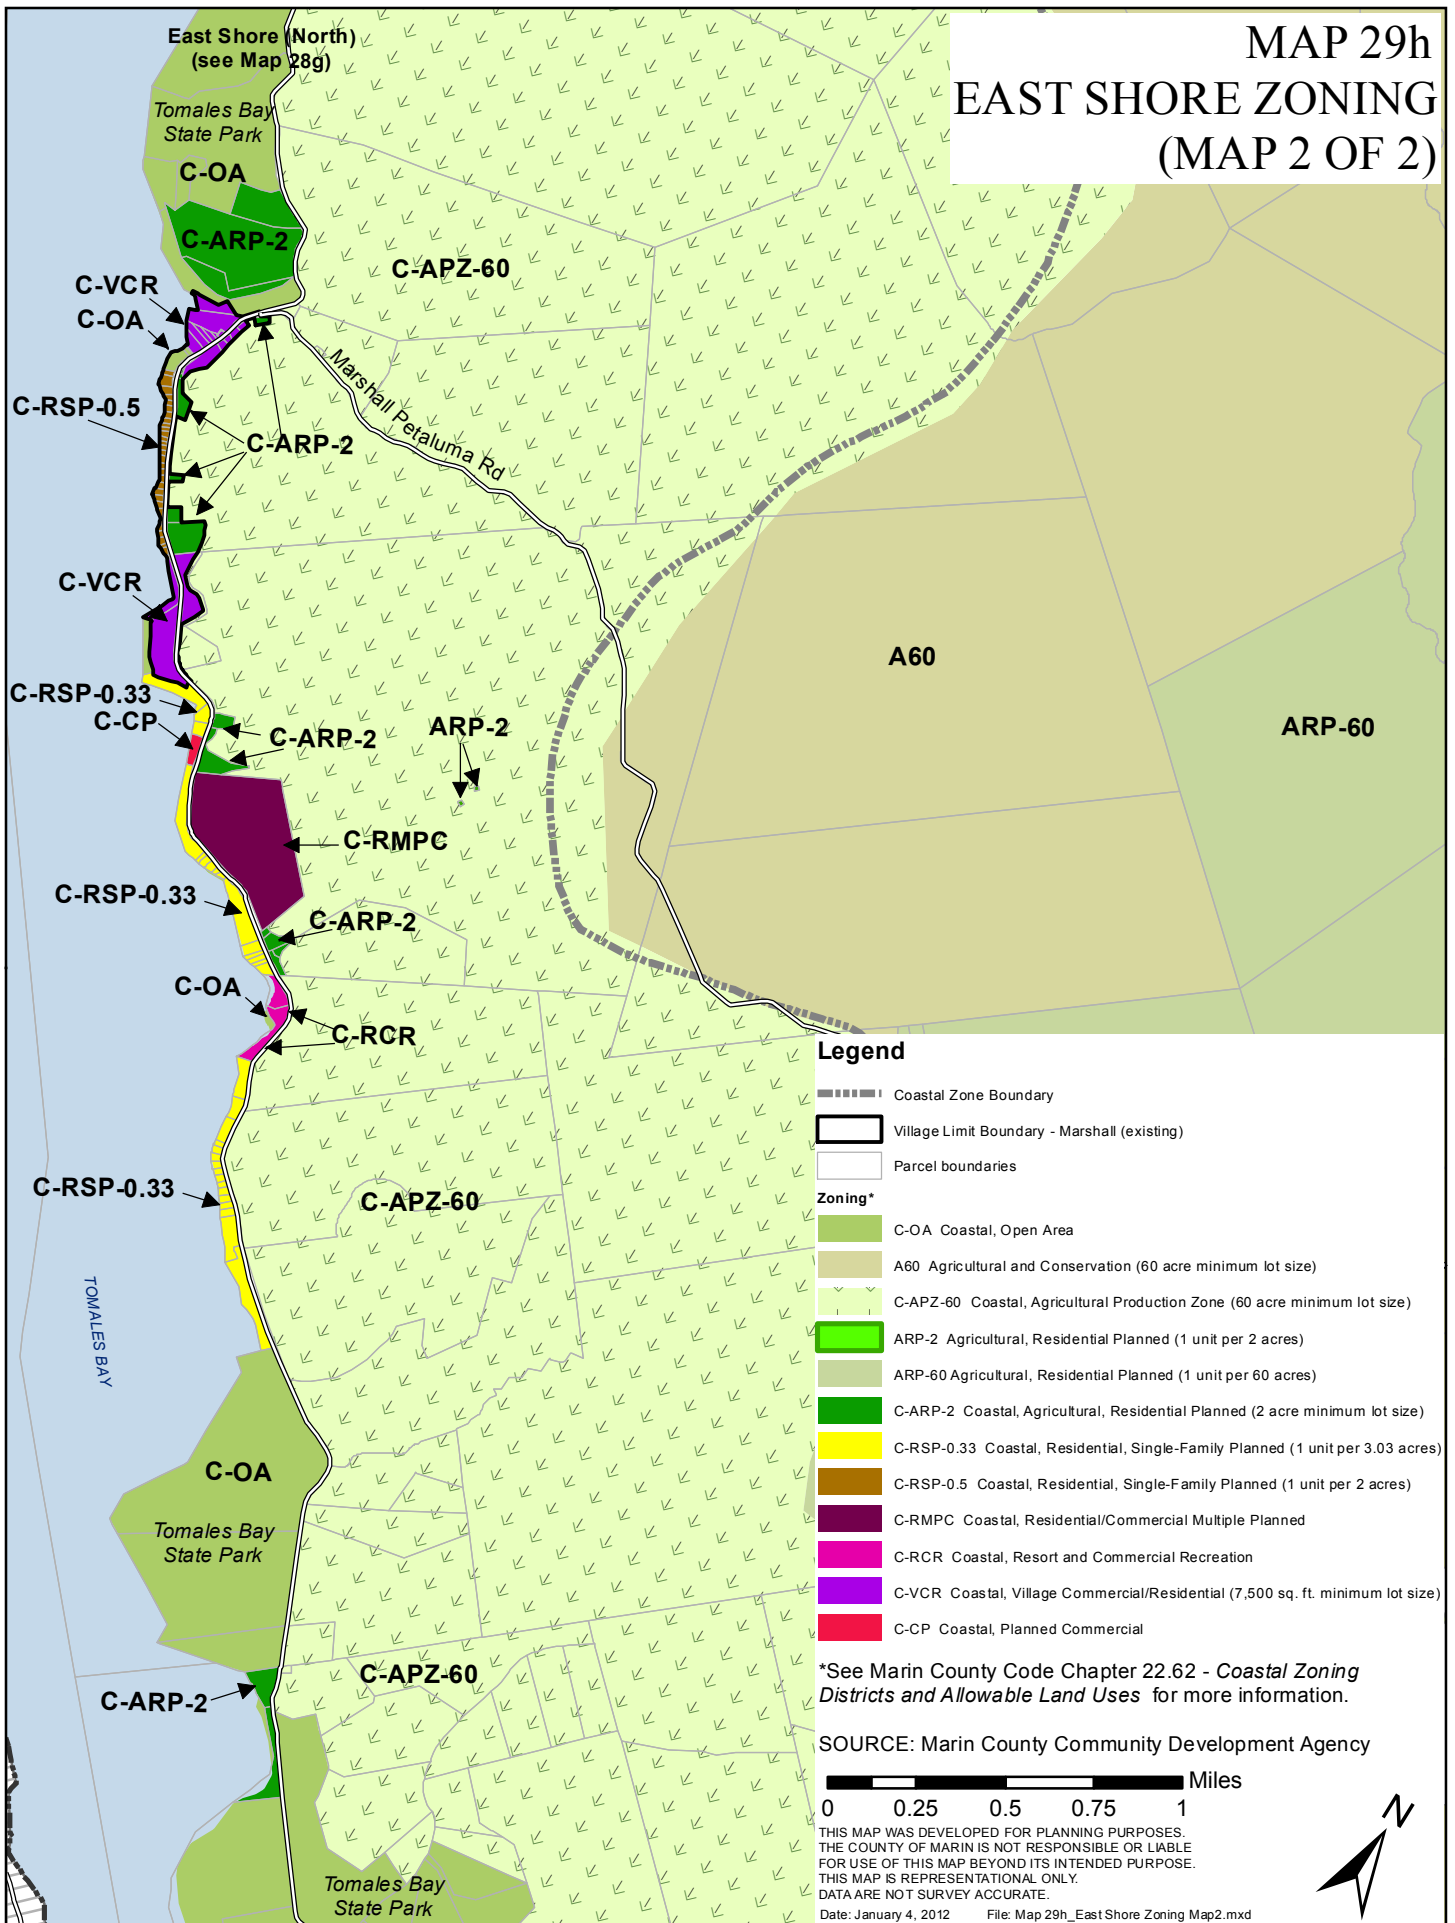 MAP 29h
EAST SHORE ZONING
(MAP 2 OF 2)
East Shore (North)
(see Map 28g)
Tomales Bay
State Park
C-OA
C-ARP-2
C-APZ-60
C-VCR
C-OA
Marshall Petaluma Rd
C-RSP-0.5
C-ARP-2
C-VCR
A60
C-RSP-0.33
C-CP
C-ARP-2
ARP-2
ARP-60
C-RMPC
C-RSP-0.33
C-ARP-2
C-OA
C-RCR
C-RSP-0.33
C-APZ-60
TOMALES BAY
C-OA
Tomales Bay
State Park
C-APZ-60
C-ARP-2
Tomales Bay
State Park
Legend
Coastal Zone Boundary
Village Limit Boundary - Marshall (existing)
Parcel boundaries
Zoning*
C-OA Coastal, Open Area
A60 Agricultural and Conservation (60 acre minimum lot size)
C-APZ-60 Coastal, Agricultural Production Zone (60 acre minimum lot size)
ARP-2 Agricultural, Residential Planned (1 unit per 2 acres)
ARP-60 Agricultural, Residential Planned (1 unit per 60 acres)
C-ARP-2 Coastal, Agricultural, Residential Planned (2 acre minimum lot size)
C-RSP-0.33 Coastal, Residential, Single-Family Planned (1 unit per 3.03 acres)
C-RSP-0.5 Coastal, Residential, Single-Family Planned (1 unit per 2 acres)
C-RMPC Coastal, Residential/Commercial Multiple Planned
C-RCR Coastal, Resort and Commercial Recreation
C-VCR Coastal, Village Commercial/Residential (7,500 sq. ft. minimum lot size)
C-CP Coastal, Planned Commercial
*See Marin County Code Chapter 22.62 - Coastal Zoning
Districts and Allowable Land Uses for more information.
SOURCE: Marin County Community Development Agency
Miles
0 0.25 0.5 0.75 1
N
THIS MAP WAS DEVELOPED FOR PLANNING PURPOSES.
THE COUNTY OF MARIN IS NOT RESPONSIBLE OR LIABLE
FOR USE OF THIS MAP BEYOND ITS INTENDED PURPOSE.
THIS MAP IS REPRESENTATIONAL ONLY.
DATA ARE NOT SURVEY ACCURATE.
Date: January 4, 2012 File: Map 29h_East Shore Zoning Map2.mxd